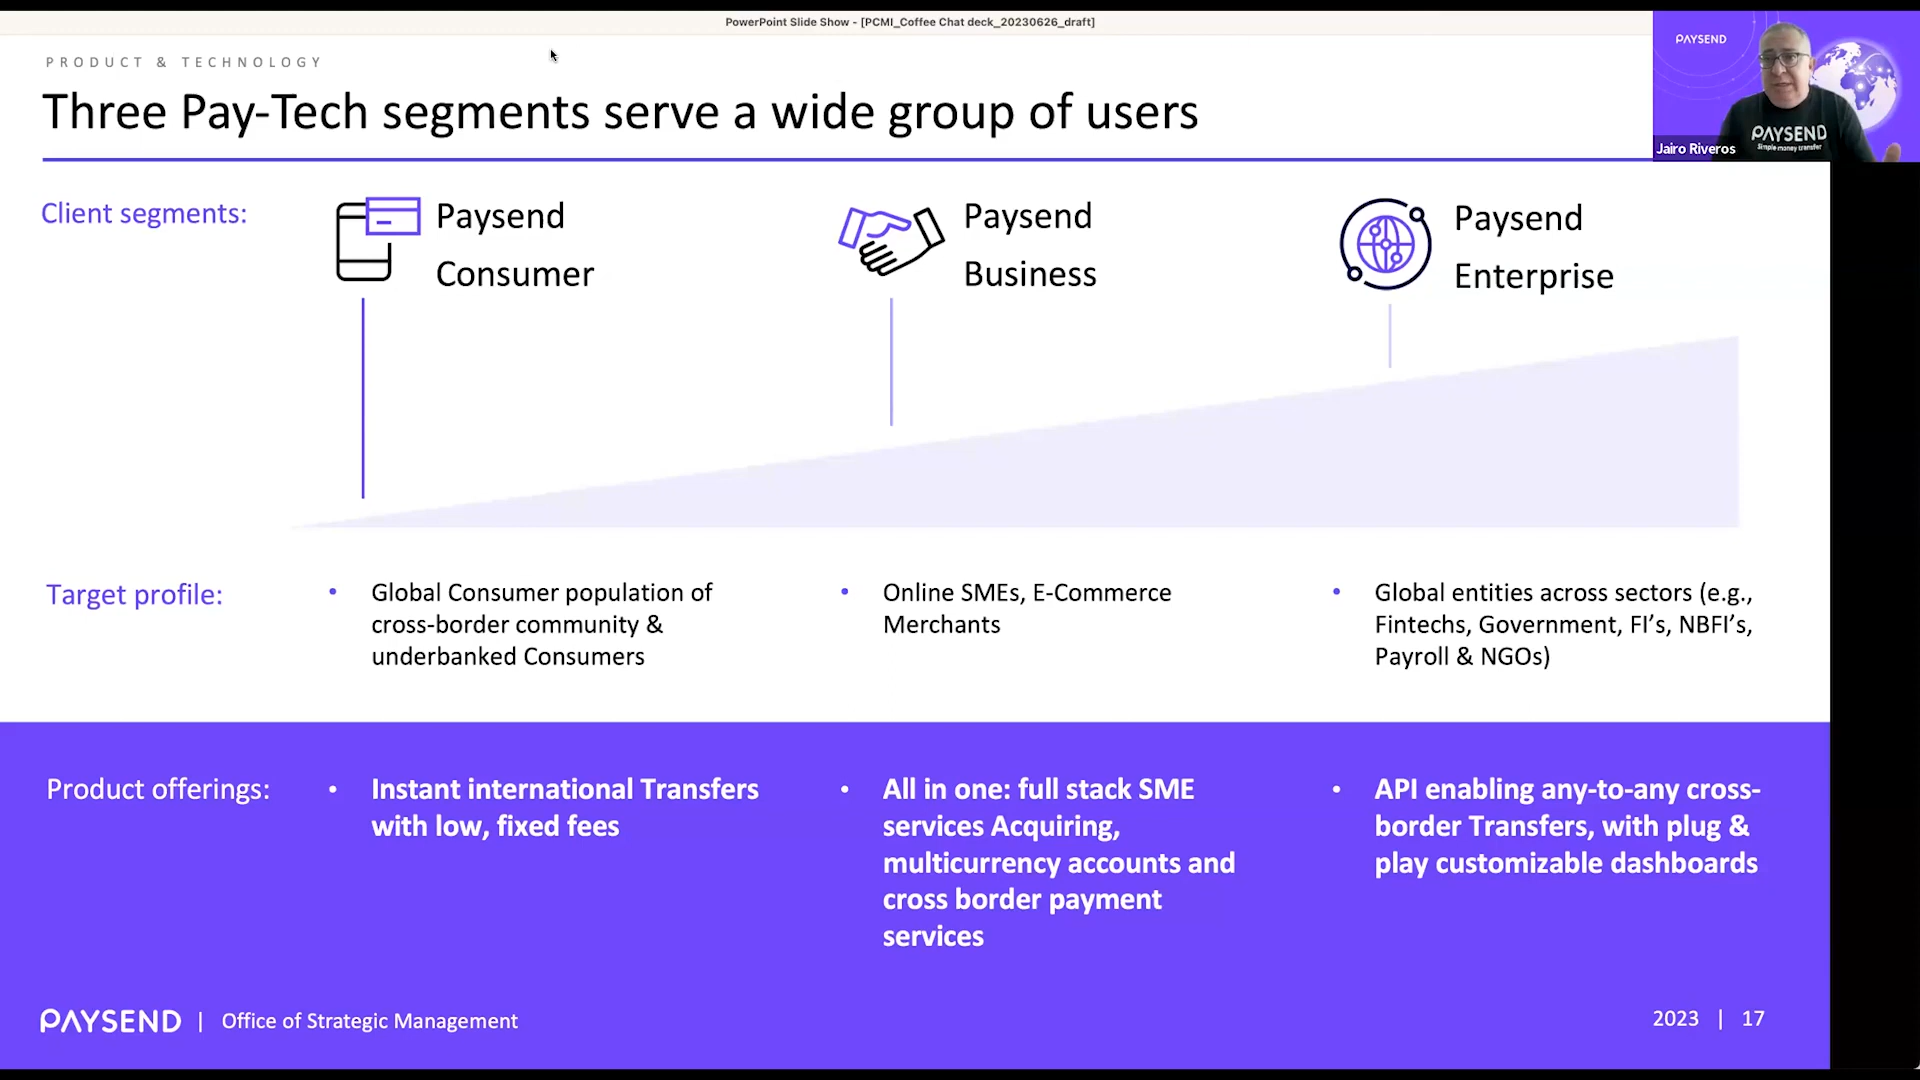 PowerPoint Slide Show - [PCMI_Coffee Chat deck_20230626_draft]
PRODUCT & TECHNOLOGY
Three Pay-Tech segments serve a wide group of users
PAYSEND
PAYSEND
Simple money transfer
Jairo Riveros
Client segments:
Paysend
Consumer
Paysend
Business
Paysend
Enterprise
Target profile:
• Global Consumer population of
cross-border community &
underbanked Consumers
• Online SMEs, E-Commerce
Merchants
• Global entities across sectors (e.g.,
Fintechs, Government, FI’s, NBFI’s,
Payroll & NGOs)
Product offerings:
• Instant international Transfers
with low, fixed fees
• All in one: full stack SME
services Acquiring,
multicurrency accounts and
cross border payment
services
• API enabling any-to-any cross-
border Transfers, with plug &
play customizable dashboards
PAYSEND | Office of Strategic Management
2023 | 17